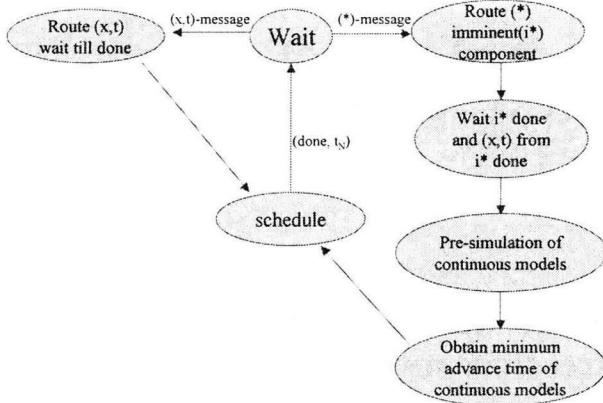 Route (x,t)
wait till done
(x,t)-message
Wait
(*)-message
Route (*)
imminent(i*)
component
Wait i* done
and (x,t) from
i* done
(done, tN)
schedule
Pre-simulation of
continuous models
Obtain minimum
advance time of
continuous models